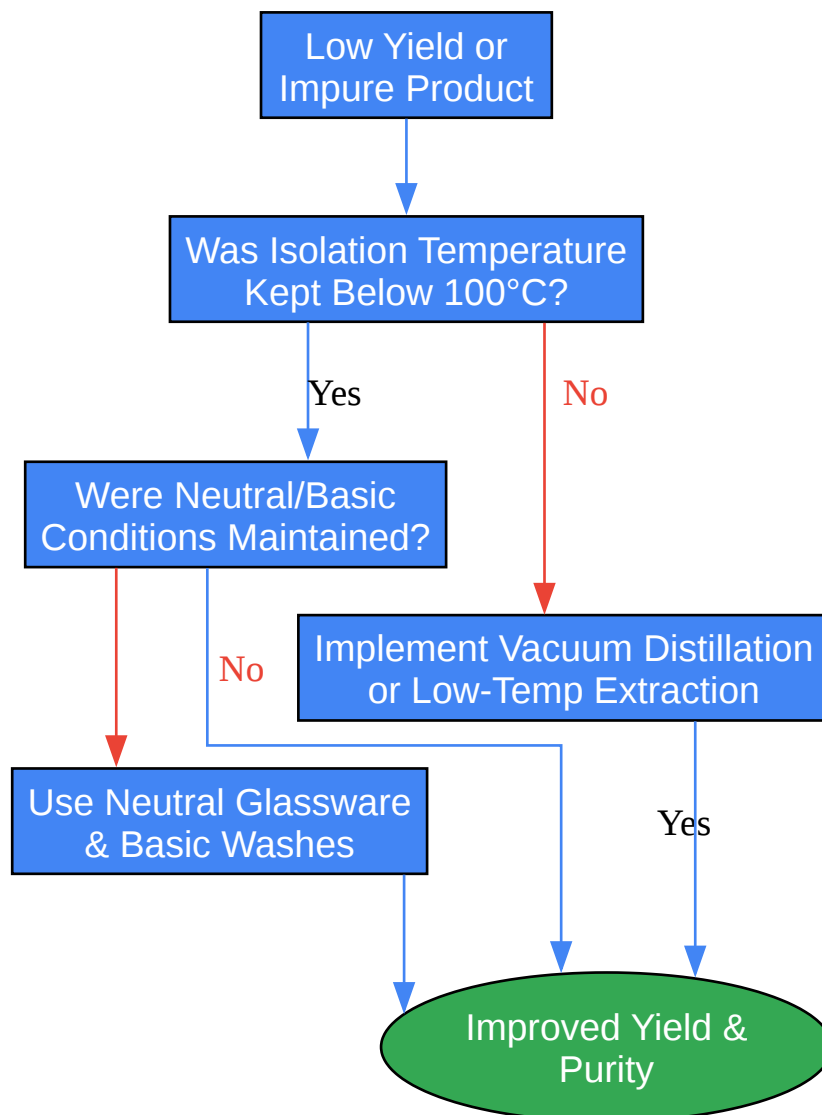 Low Yield or
Impure Product
Was Isolation Temperature
Kept Below 100°C?
Yes
No
Were Neutral/Basic
Conditions Maintained?
No
Implement Vacuum Distillation
or Low-Temp Extraction
Use Neutral Glassware
& Basic Washes
Yes
Improved Yield &
Purity